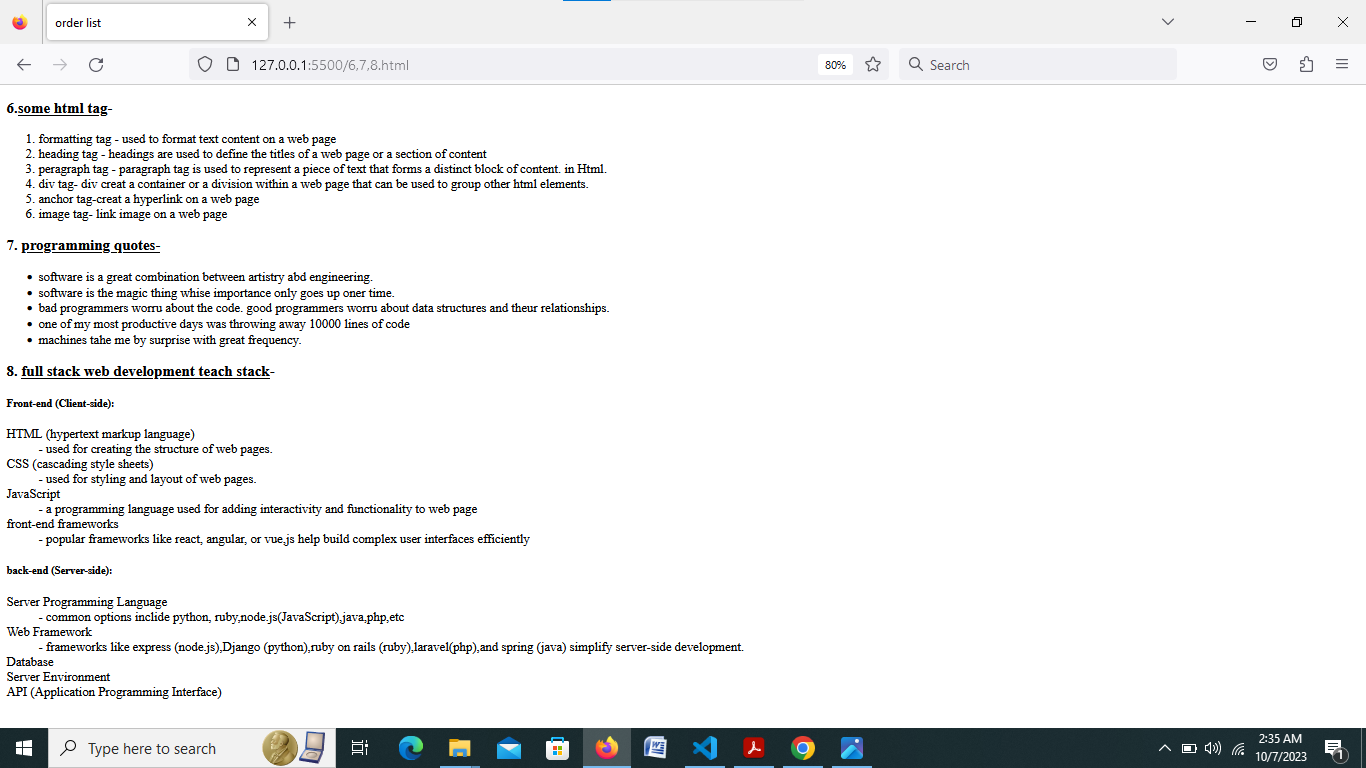 order list
127.0.0.1:5500/6,7,8.html
80%
Search
6.some html tag-
1. formatting tag - used to format text content on a web page
2. heading tag - headings are used to define the titles of a web page or a section of content
3. peragraph tag - paragraph tag is used to represent a piece of text that forms a distinct block of content. in Html.
4. div tag- div creat a container or a division within a web page that can be used to group other html elements.
5. anchor tag-creat a hyperlink on a web page
6. image tag- link image on a web page
7. programming quotes-
• software is a great combination between artistry abd engineering.
• software is the magic thing whise importance only goes up oner time.
• bad programmers worru about the code. good programmers worru about data structures and theur relationships.
• one of my most productive days was throwing away 10000 lines of code
• machines tahe me by surprise with great frequency.
8. full stack web development teach stack-
Front-end (Client-side):
HTML (hypertext markup language)
- used for creating the structure of web pages.
CSS (cascading style sheets)
- used for styling and layout of web pages.
JavaScript
- a programming language used for adding interactivity and functionality to web page
front-end frameworks
- popular frameworks like react, angular, or vue,js help build complex user interfaces efficiently
back-end (Server-side):
Server Programming Language
- common options inclide python, ruby,node.js(JavaScript),java,php,etc
Web Framework
- frameworks like express (node.js),Django (python),ruby on rails (ruby),laravel(php),and spring (java) simplify server-side development.
Database
Server Environment
API (Application Programming Interface)
Type here to search
2:35 AM
10/7/2023
1